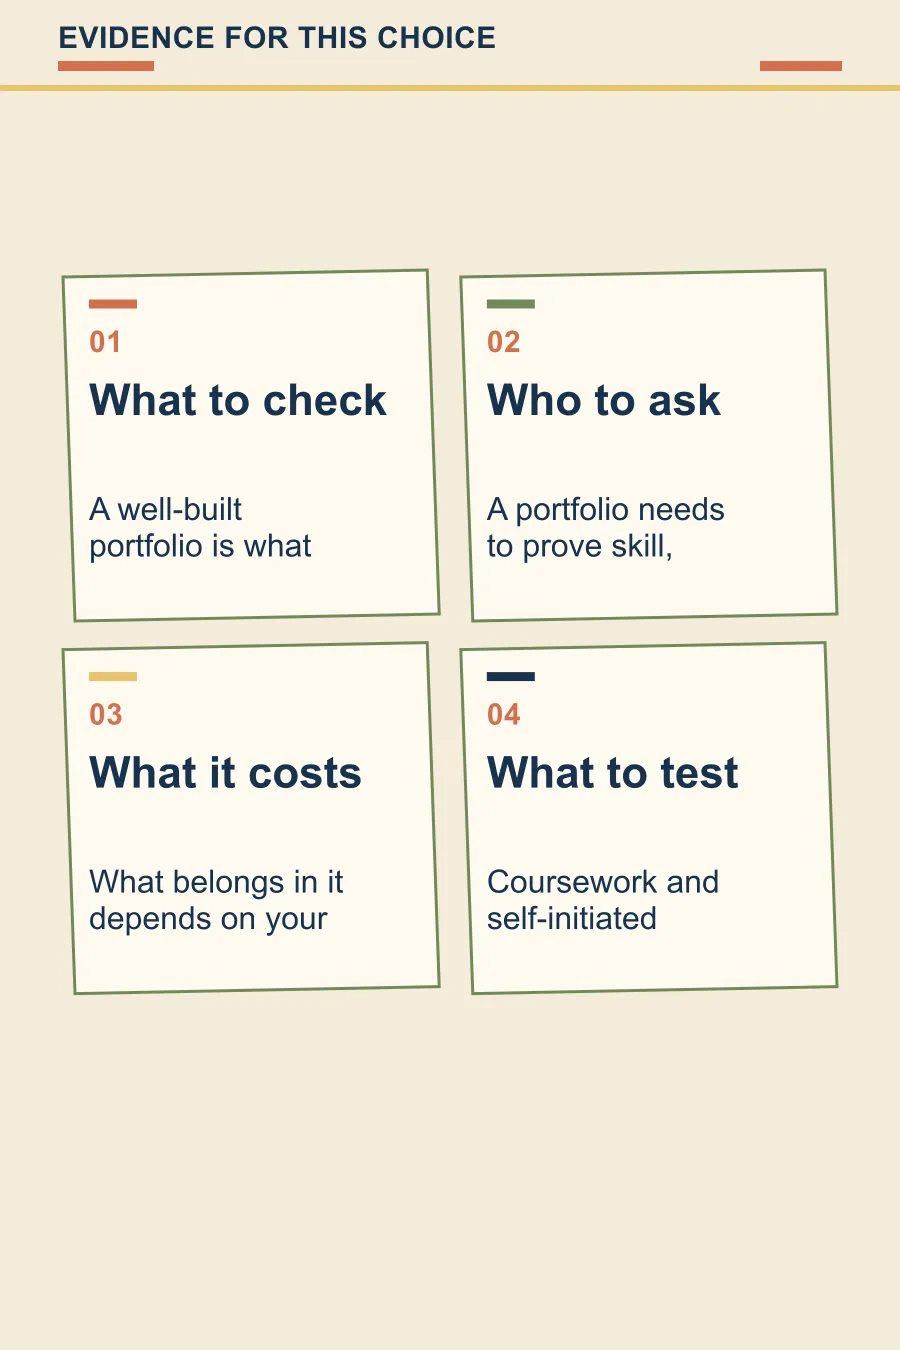 EVIDENCE FOR THIS CHOICE
01
What to check
A well-built
portfolio is what
02
Who to ask
A portfolio needs
to prove skill,
03
What it costs
What belongs in it
depends on your
04
What to test
Coursework and
self-initiated